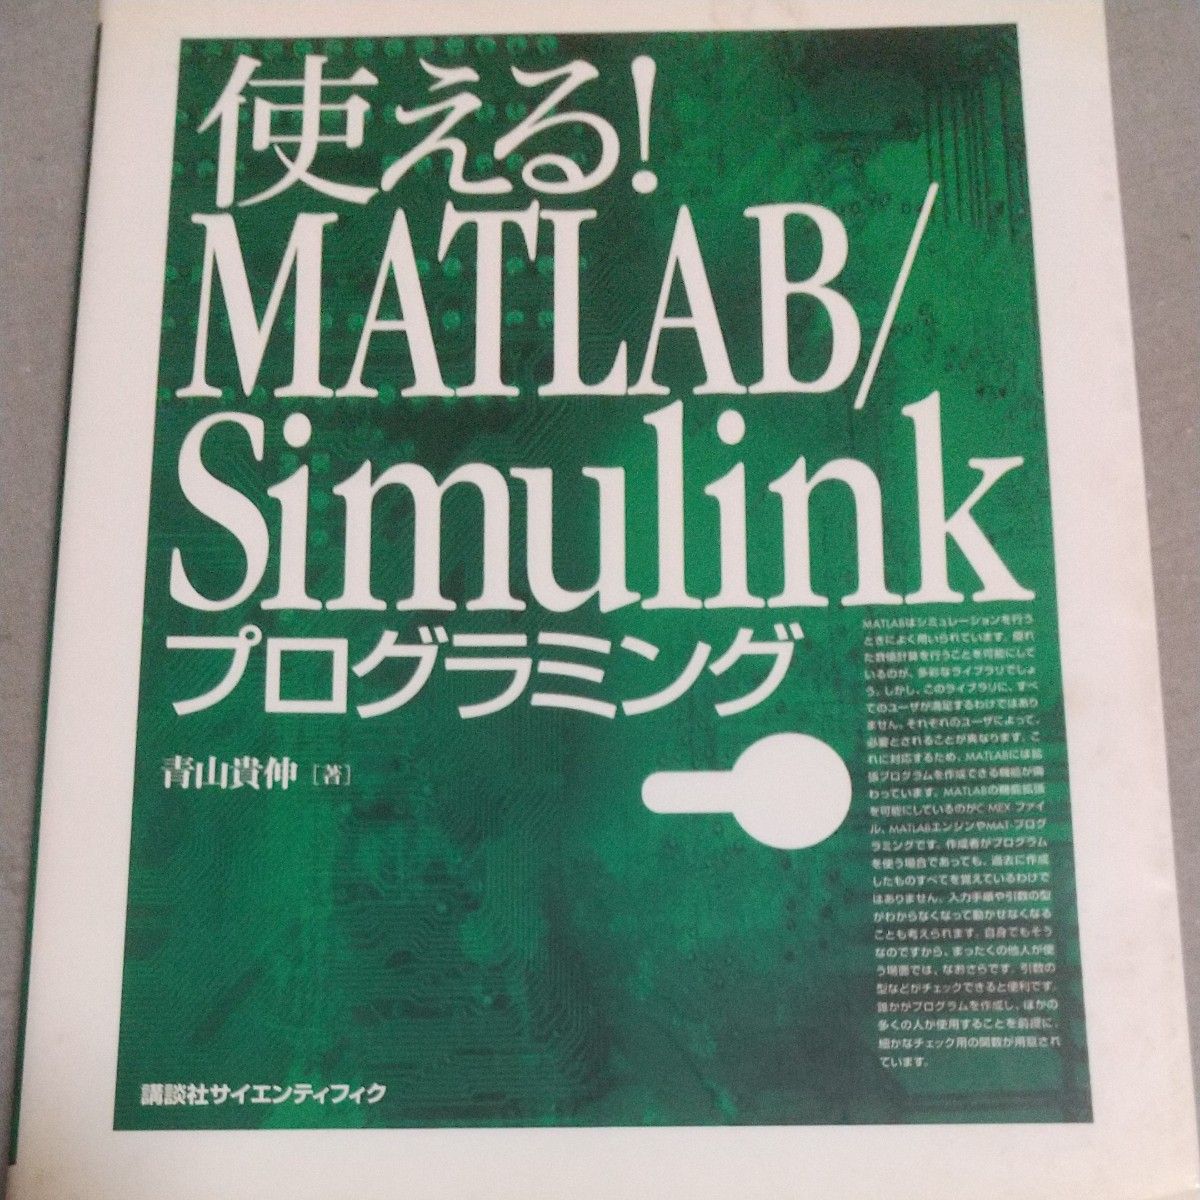 使える!
MATLAB/
Simulink
プログラミング
青山貴伸［著］
MATLABはシミュレーションを行う
ときによく用いられています。優れ
た数値計算を行うことを可能にして
いるのが、多彩なライブラリでしょ
う。しかし、このライブラリに、すべ
てのユーザが満足するわけではあり
ません。それぞれのユーザによって、
必要とされることが異なります。こ
れに対応するため、MATLABには拡
張プログラムを作成できる機能が備
わっています。MATLABの機能拡張
を可能にしているのがC MEX-ファイ
ル、MATLABエンジンやMAT-プログ
ラミングです。作成者がプログラム
を使う場合であっても、過去に作成
したものすべてを覚えているわけで
はありません。入力手順や引数の型
がわからなくなって動かせなくなる
ことも考えられます。自身でもそう
なのですから、まったくの他人が使
う場面では、なおさらです。引数の
型などがチェックできると便利です。
誰かがプログラムを作成し、ほかの
多くの人が使用することを前提に、
細かなチェック用の関数が用意され
ています。
講談社サイエンティフィク